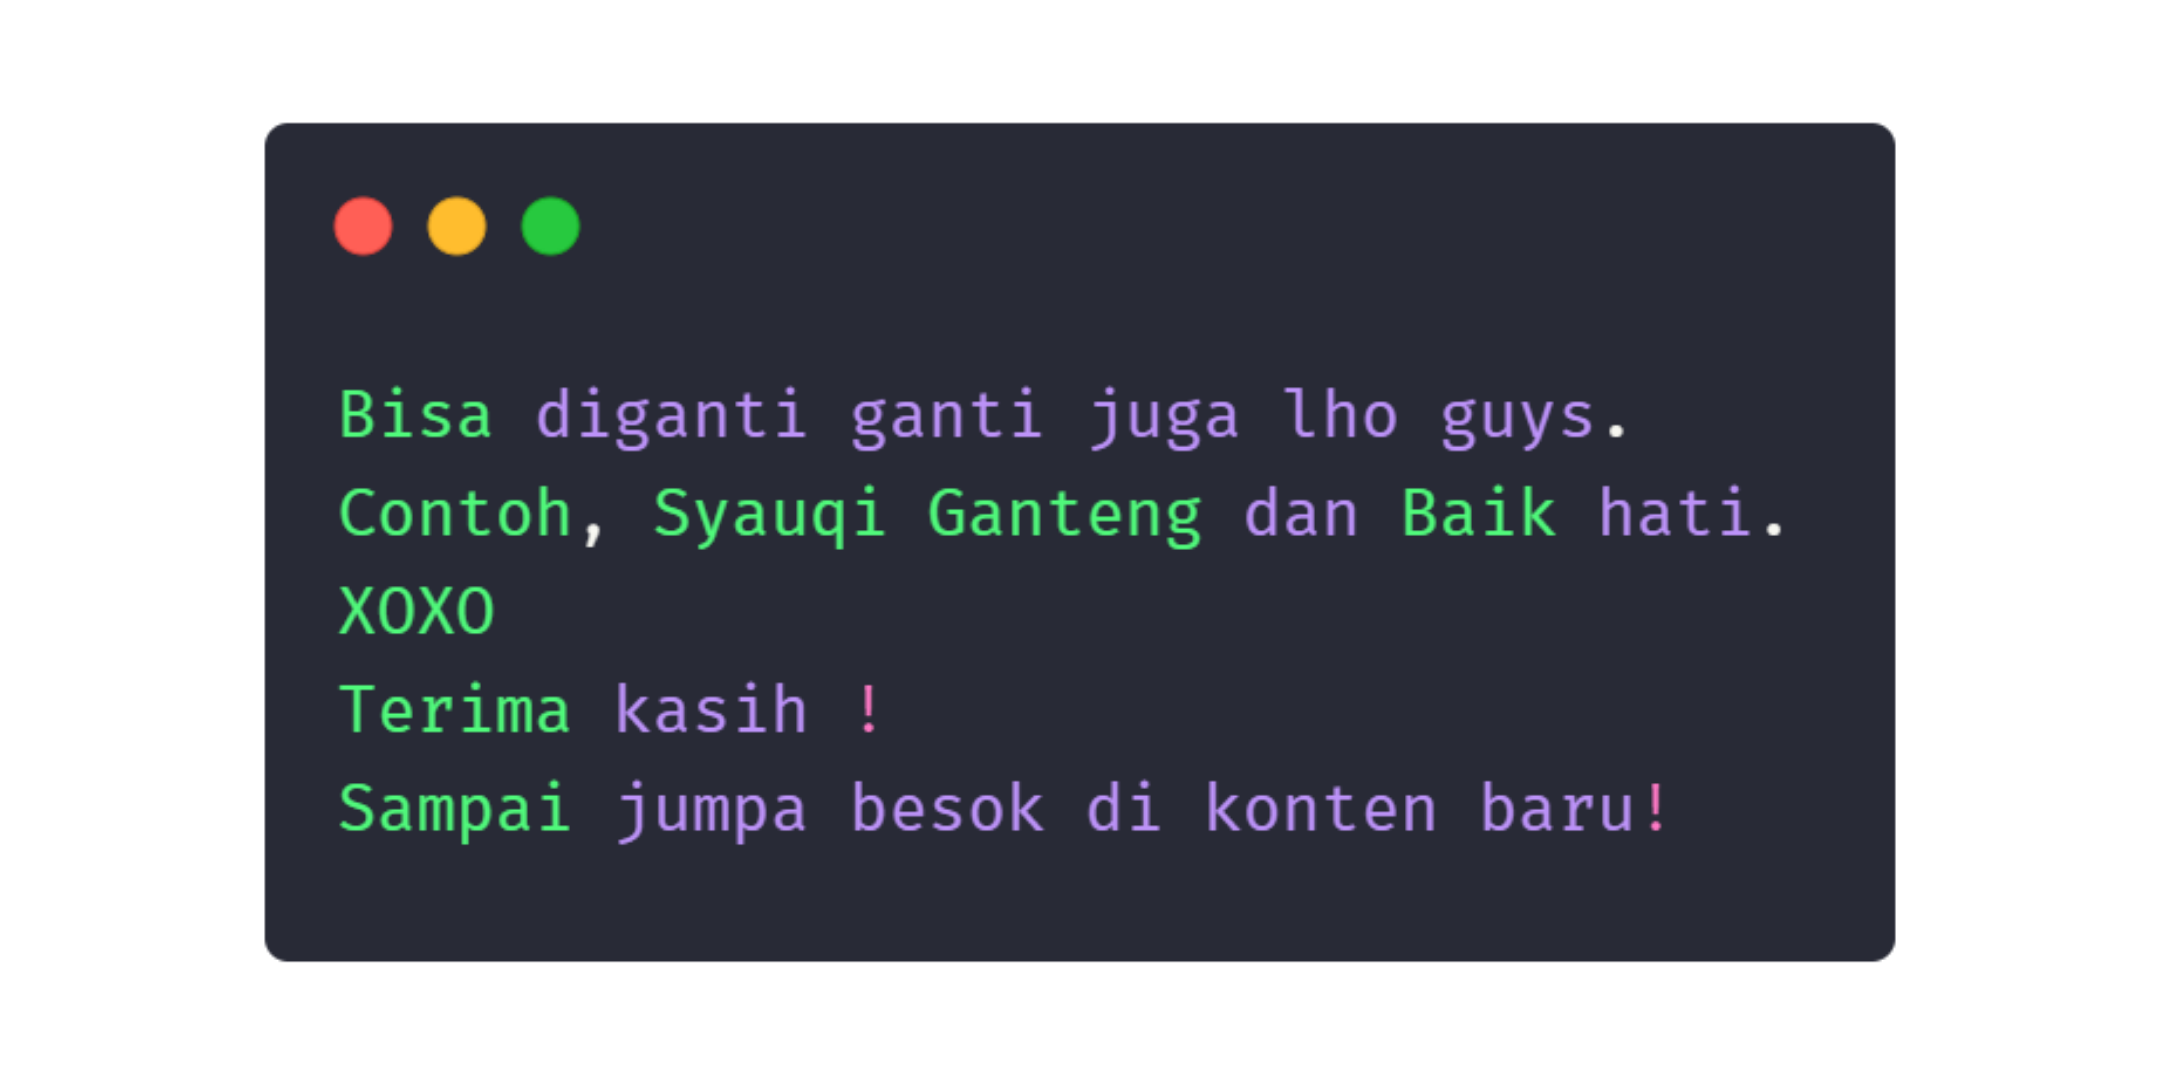 Bisa diganti ganti juga lho guys.
Contoh, Syauqi Ganteng dan Baik hati.
XOXO
Terima kasih !
Sampai jumpa besok di konten baru!